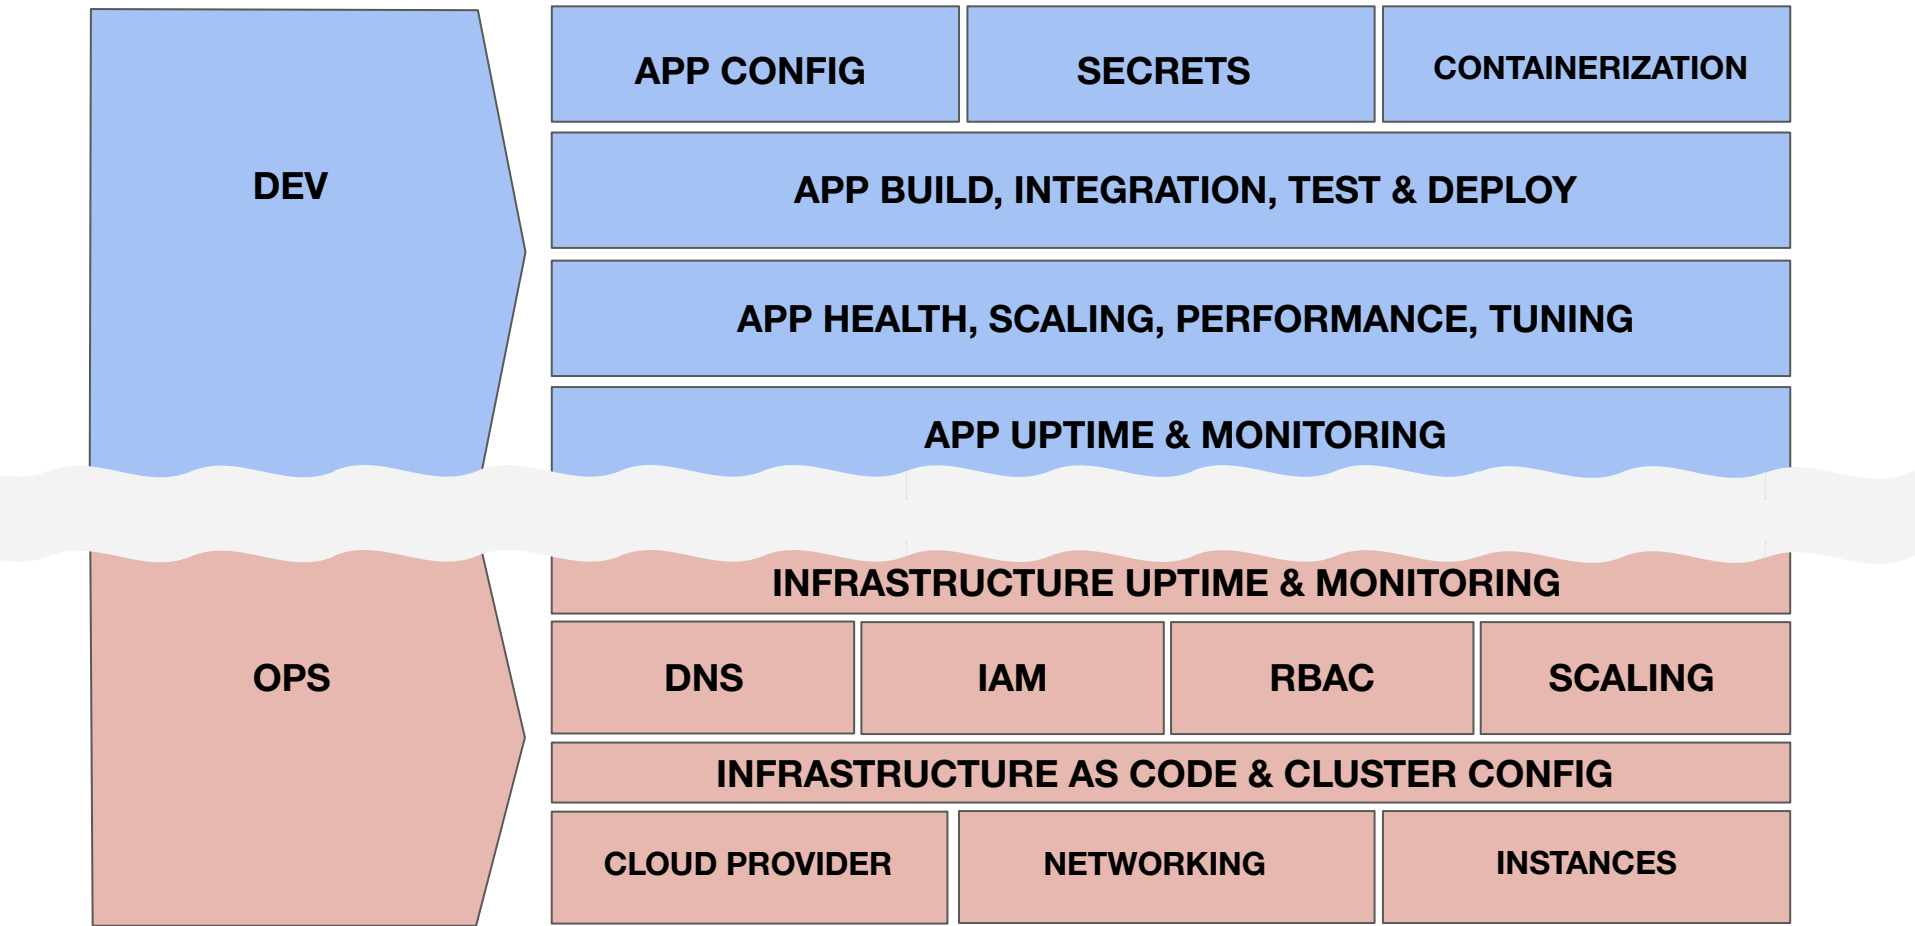 DEV
APP CONFIG
SECRETS
CONTAINERIZATION
APP BUILD, INTEGRATION, TEST & DEPLOY
APP HEALTH, SCALING, PERFORMANCE, TUNING
APP UPTIME & MONITORING
OPS
INFRASTRUCTURE UPTIME & MONITORING
DNS
IAM
RBAC
SCALING
INFRASTRUCTURE AS CODE & CLUSTER CONFIG
CLOUD PROVIDER
NETWORKING
INSTANCES